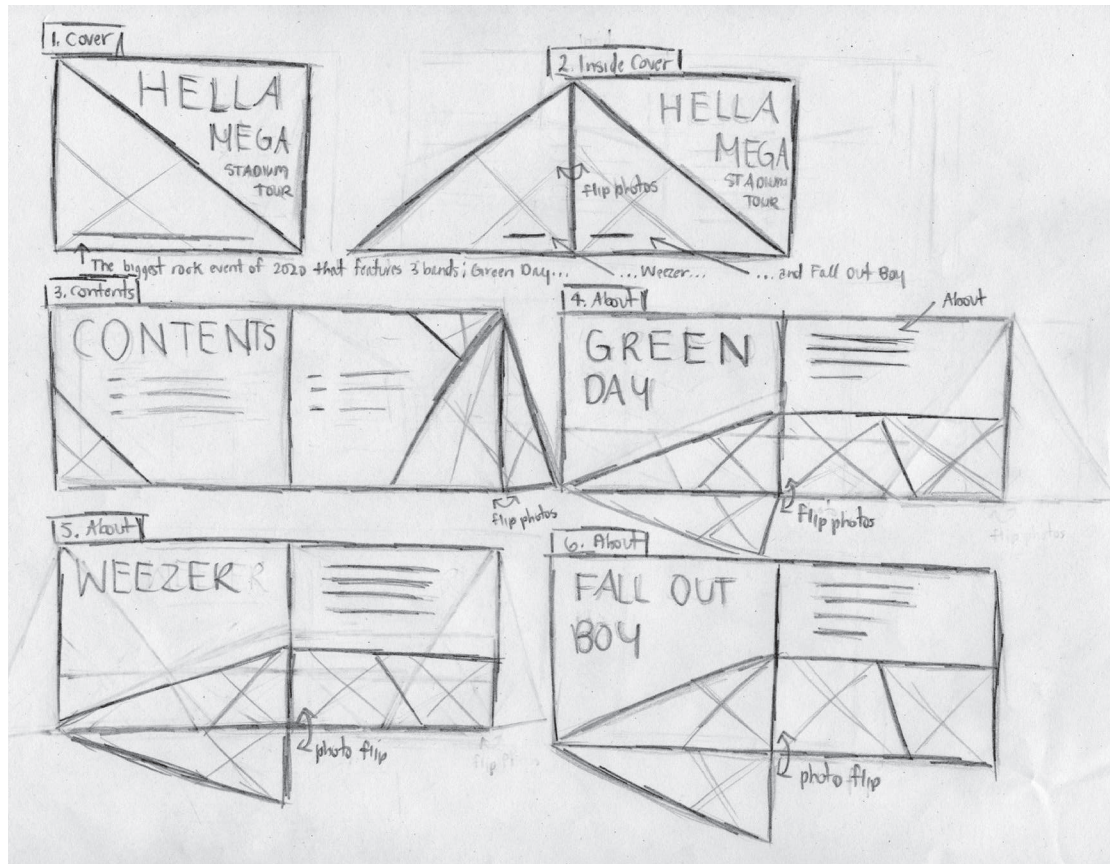 1. Cover
HELLA
MEGA
STADIUM
TOUR
2. Inside Cover
HELLA
MEGA
STADIUM
TOUR
flip photos
The biggest rock event of 2020 that features 3 bands; Green Day... ...Weezer... ...and Fall Out Boy
3. Contents
CONTENTS
flip photos
4. About
About
GREEN
DAY
flip photos
flip photos
5. About
WEEZER
photo flip
6. About
FALL OUT
BOY
photo flip